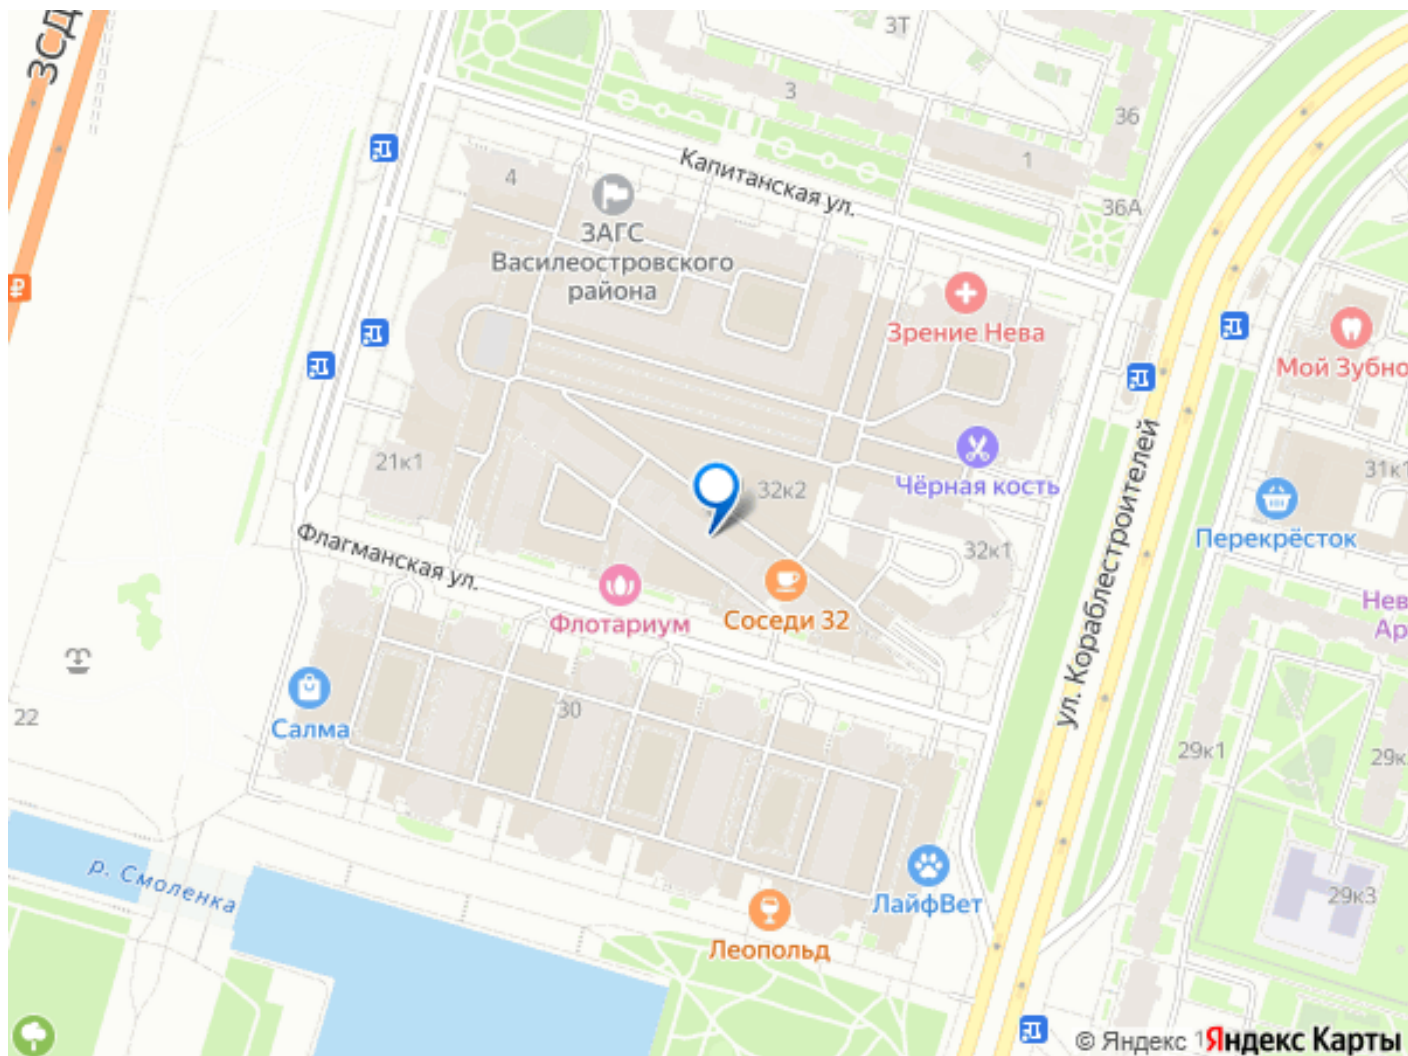 ЗСД
3Т
3
36
1
Капитанская ул.
4
36А
ЗАГС
Василеостровского
района
Зрение Нева
Мой Зубно
21к1
32к2
31к1
Чёрная кость
Перекрёсток
Флагманская ул.
32к1
ул. Кораблестроителей
Нев
Ар
Флотариум
Соседи 32
22
30
Салма
29к1
29к
р. Смоленка
29к3
ЛайфВет
Леопольд
© Яндекс
Яндекс Карты